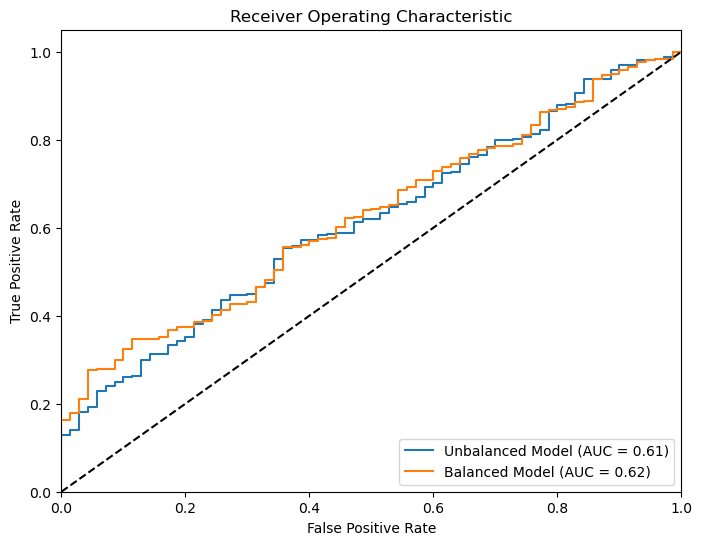 Receiver Operating Characteristic
True Positive Rate
1.0
0.8
0.6
0.4
0.2
0.0
Unbalanced Model (AUC = 0.61)
Balanced Model (AUC = 0.62)
0.0 0.2 0.4 0.6 0.8 1.0
False Positive Rate